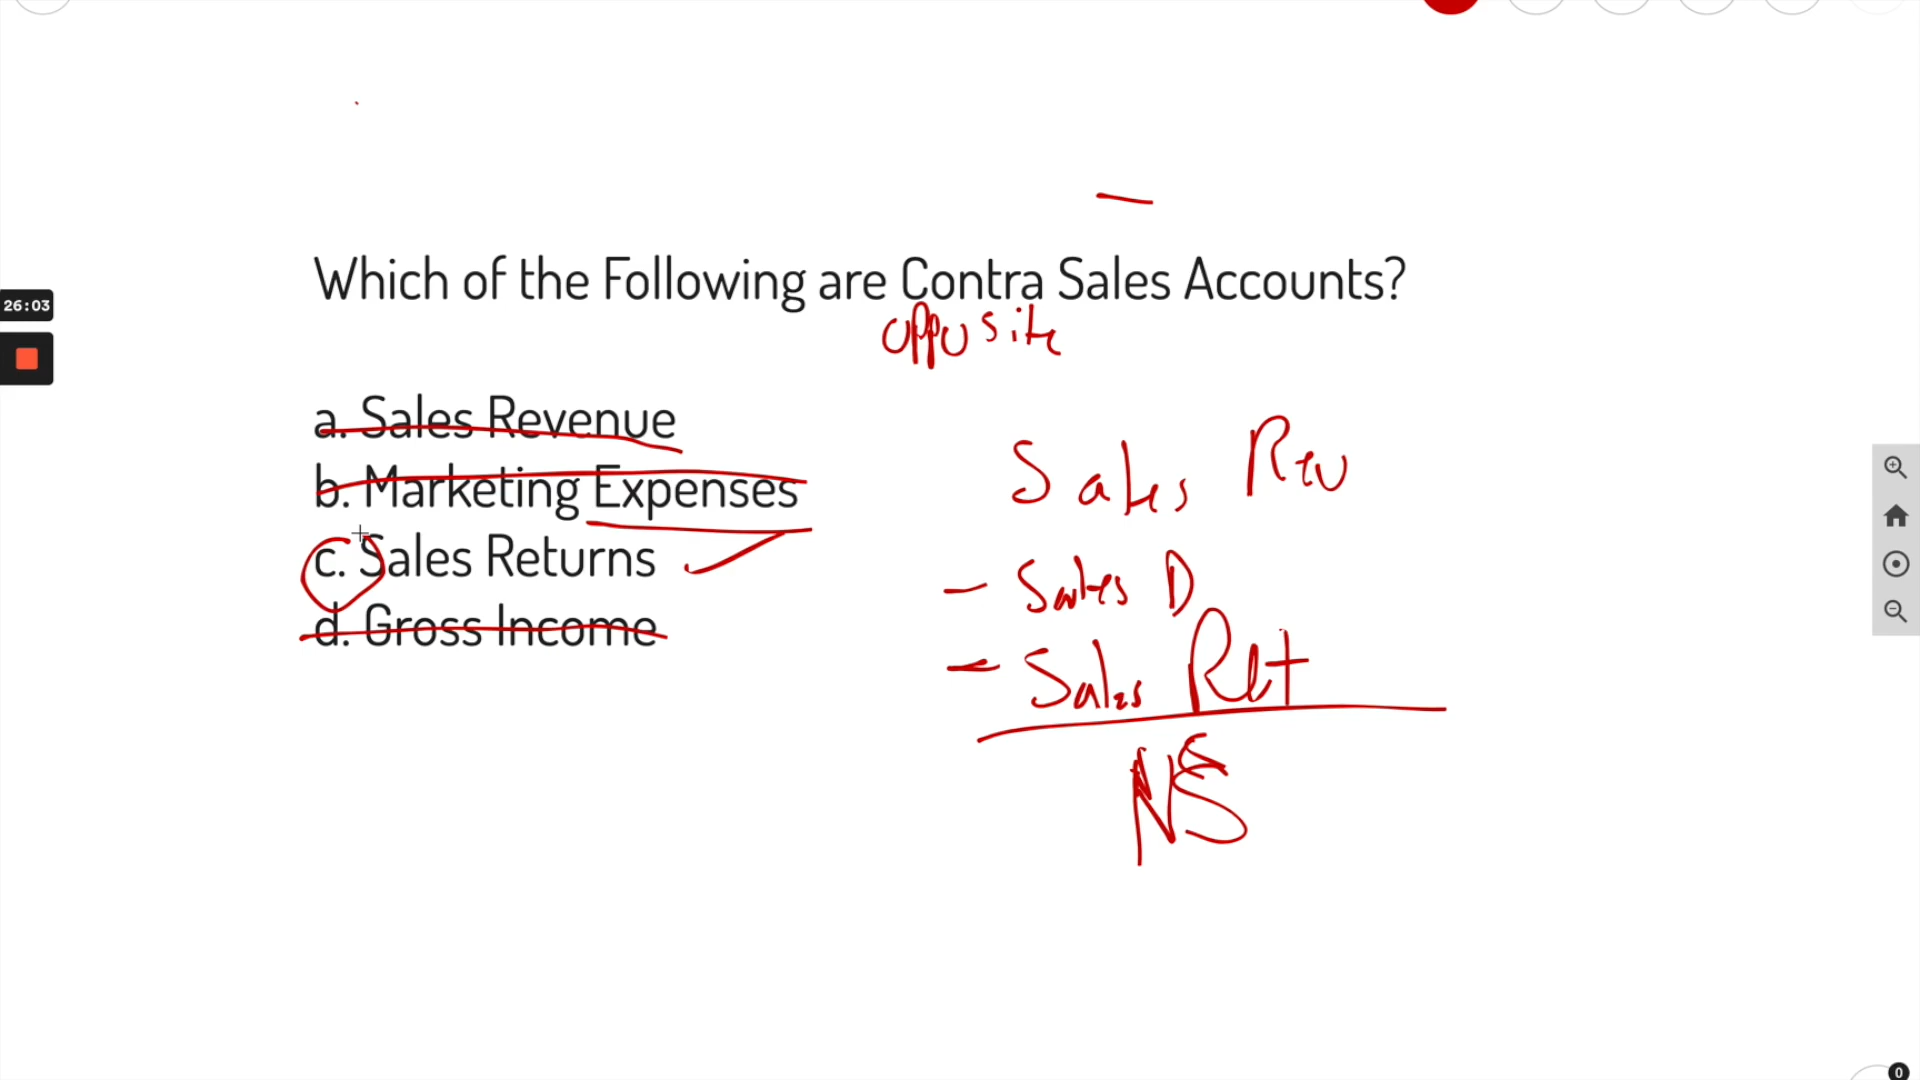 26:03
Which of the Following are Contra Sales Accounts?
opposite
a. Sales Revenue
b. Marketing Expenses
c. Sales Returns
d. Gross Income
Sales Rev
- Sales D
- Sales Ret
NS
0